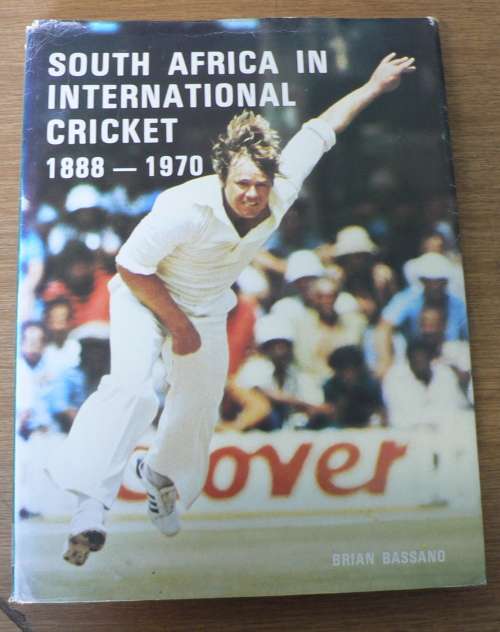 SOUTH AFRICA IN
INTERNATIONAL
CRICKET
1888 — 1970
over
BRIAN BASSANO